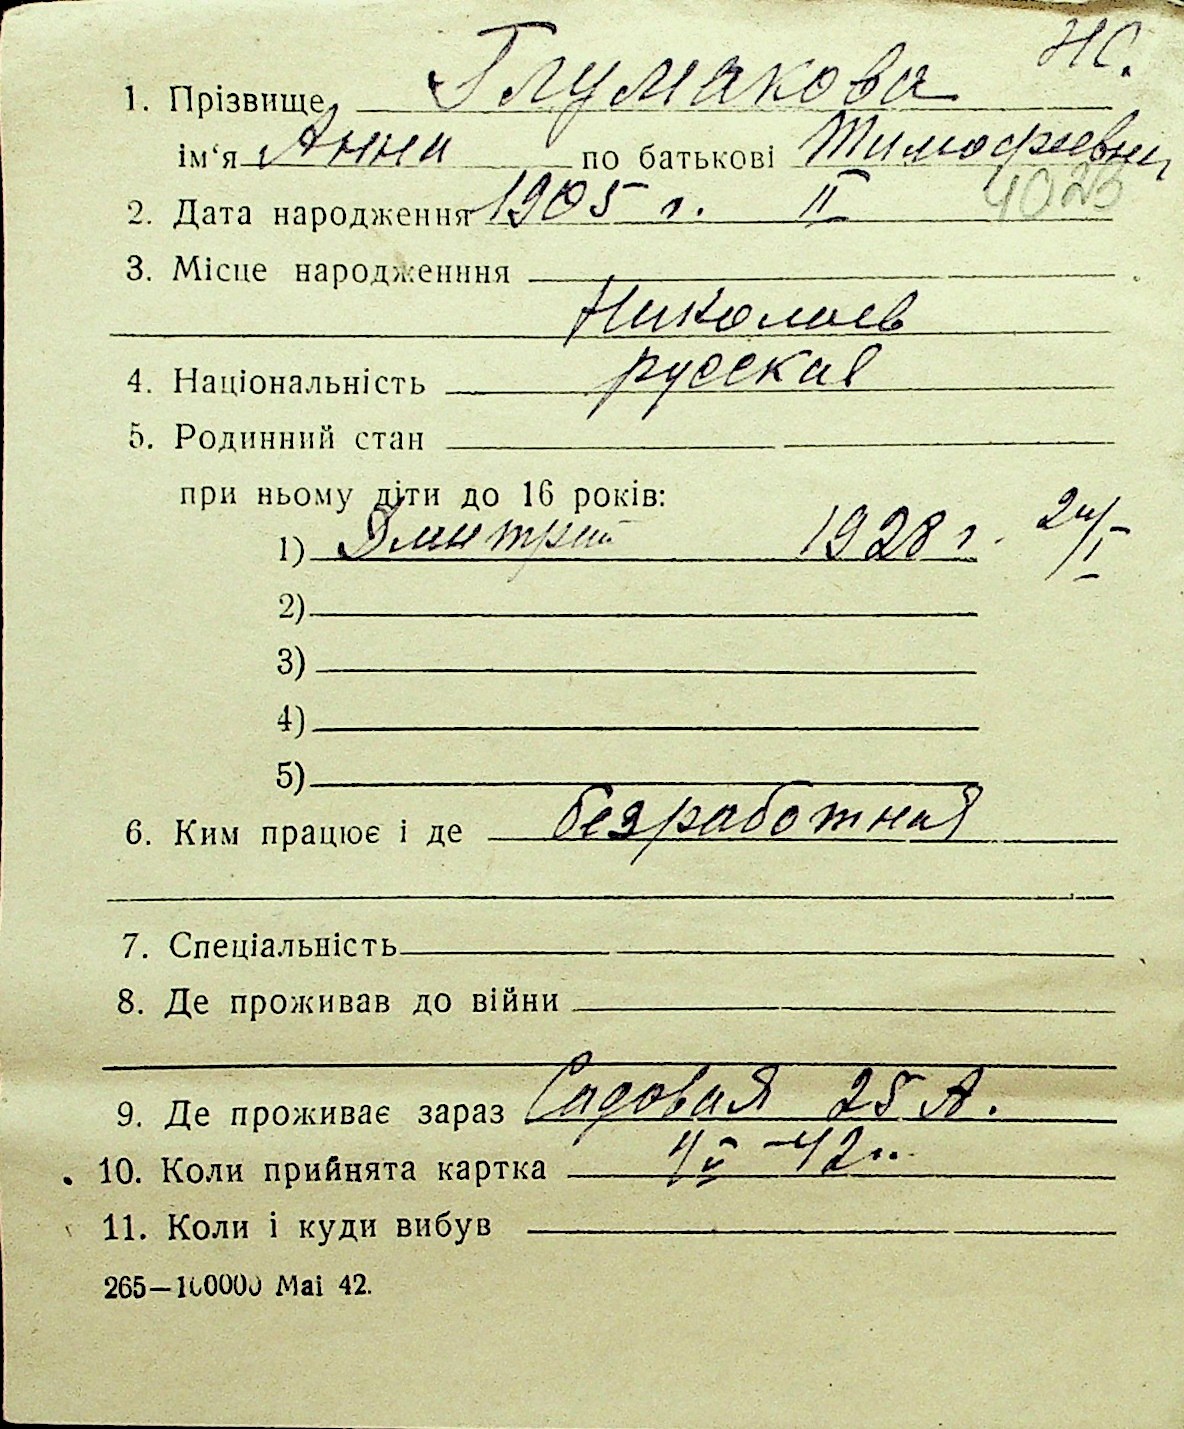 НС.
1. Прізвище Глумакова
ім‘я Анна по батькові Тимофеевна
4023
2. Дата народження 1905 г. II
3. Місце народженння
Николаев
4. Національність русская
5. Родинний стан
при ньому діти до 16 років:
1) Дмитрий 1928 г.
2)
3)
4)
5)
6. Ким працює і де безработная
7. Спеціальність
8. Де проживав до війни
9. Де проживає зараз Садовая 25 А.
10. Коли прийнята картка 4/V -42 г.
11. Коли і куди вибув
265—100000 Mai 42.